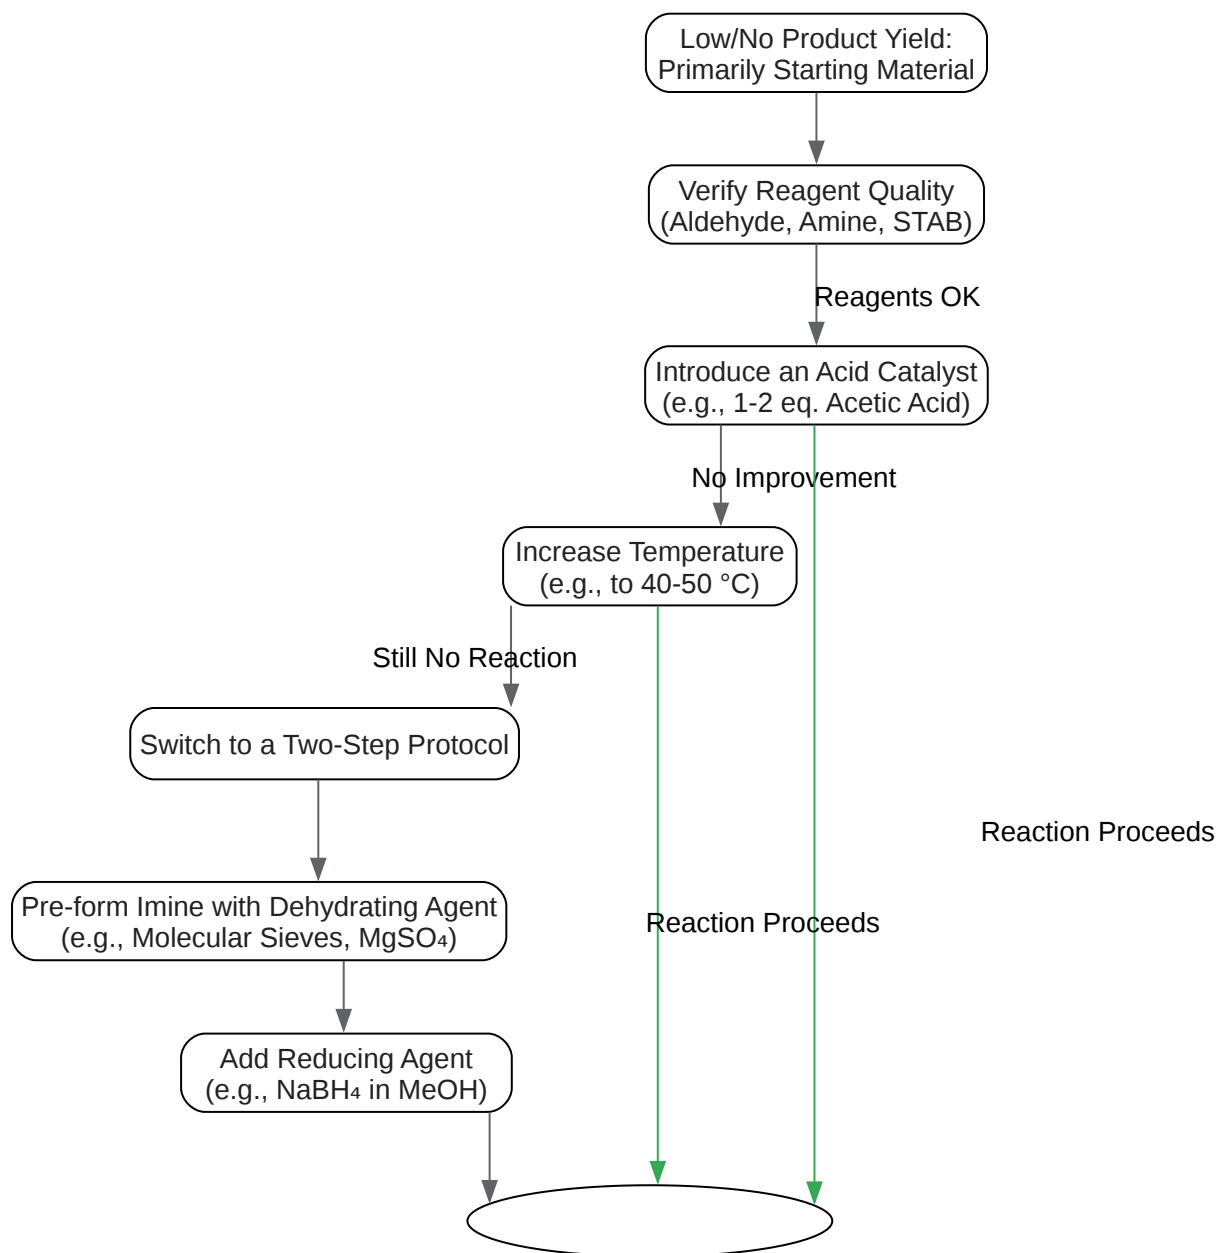 Low/No Product Yield:
Primarily Starting Material
Verify Reagent Quality
(Aldehyde, Amine, STAB)
Reagents OK
Introduce an Acid Catalyst
(e.g., 1-2 eq. Acetic Acid)
No Improvement
Increase Temperature
(e.g., to 40-50 °C)
Still No Reaction
Switch to a Two-Step Protocol
Reaction Proceeds
Pre-form Imine with Dehydrating Agent
(e.g., Molecular Sieves, MgSO₄)
Reaction Proceeds
Add Reducing Agent
(e.g., NaBH₄ in MeOH)